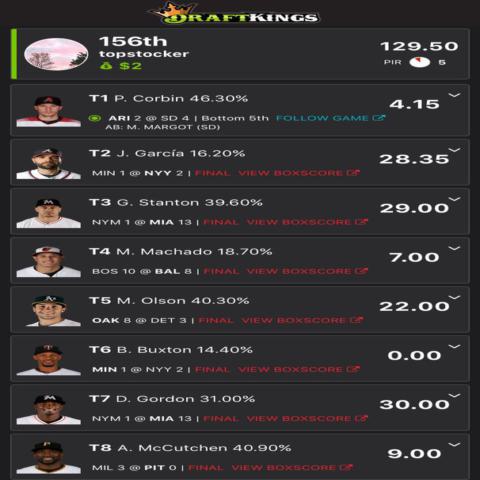 DRAFTKINGS
156th
topstocker
$2
129.50
PIR 5
T1 P. Corbin 46.30%
4.15
ARI 2 @ SD 4 | Bottom 5th FOLLOW GAME
AB: M. MARGOT (SD)
T2 J. García 16.20%
28.35
MIN 1 @ NYY 2 | FINAL VIEW BOXSCORE
T3 G. Stanton 39.60%
29.00
NYM 1 @ MIA 13 | FINAL VIEW BOXSCORE
T4 M. Machado 18.70%
7.00
BOS 10 @ BAL 8 | FINAL VIEW BOXSCORE
T5 M. Olson 40.30%
22.00
OAK 8 @ DET 3 | FINAL VIEW BOXSCORE
T6 B. Buxton 14.40%
0.00
MIN 1 @ NYY 2 | FINAL VIEW BOXSCORE
T7 D. Gordon 31.00%
30.00
NYM 1 @ MIA 13 | FINAL VIEW BOXSCORE
T8 A. McCutchen 40.90%
9.00
MIL 3 @ PIT 0 | FINAL VIEW BOXSCORE